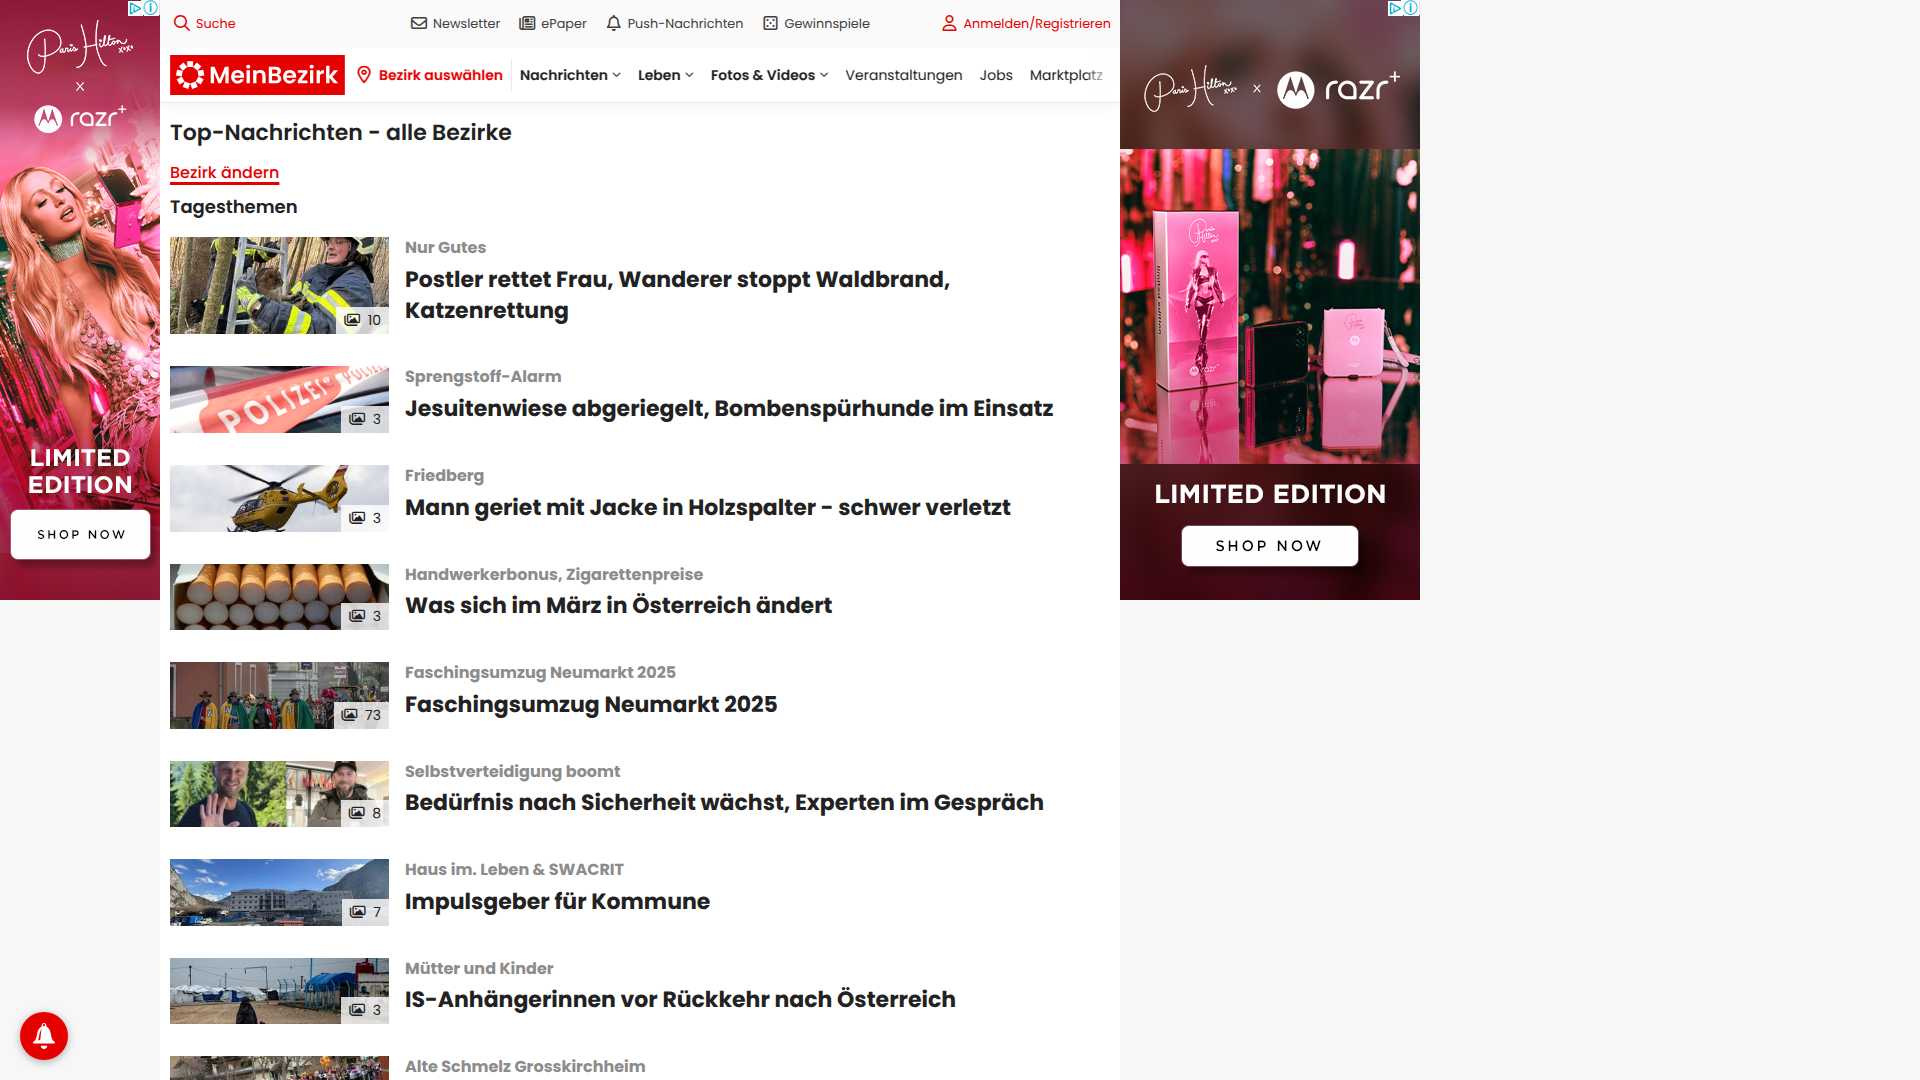 Suche
Newsletter
ePaper
Push-Nachrichten
Gewinnspiele
Anmelden/Registrieren
MeinBezirk
Bezirk auswählen
Nachrichten
Leben
Fotos & Videos
Veranstaltungen
Jobs
Marktplatz
Top-Nachrichten - alle Bezirke
Bezirk ändern
Tagesthemen
10
Nur Gutes
Postler rettet Frau, Wanderer stoppt Waldbrand,
Katzenrettung
POLIZEI
3
Sprengstoff-Alarm
Jesuitenwiese abgeriegelt, Bombenspürhunde im Einsatz
3
Friedberg
Mann geriet mit Jacke in Holzspalter – schwer verletzt
3
Handwerkerbonus, Zigarettenpreise
Was sich im März in Österreich ändert
73
Faschingsumzug Neumarkt 2025
Faschingsumzug Neumarkt 2025
8
Selbstverteidigung boomt
Bedürfnis nach Sicherheit wächst, Experten im Gespräch
7
Haus im. Leben & SWACRIT
Impulsgeber für Kommune
3
Mütter und Kinder
IS-Anhängerinnen vor Rückkehr nach Österreich
Alte Schmelz Grosskirchheim
Paris Hilton
xoxo
x
razr+
LIMITED
EDITION
SHOP NOW
Paris Hilton
xoxo
x
razr+
LIMITED EDITION
SHOP NOW